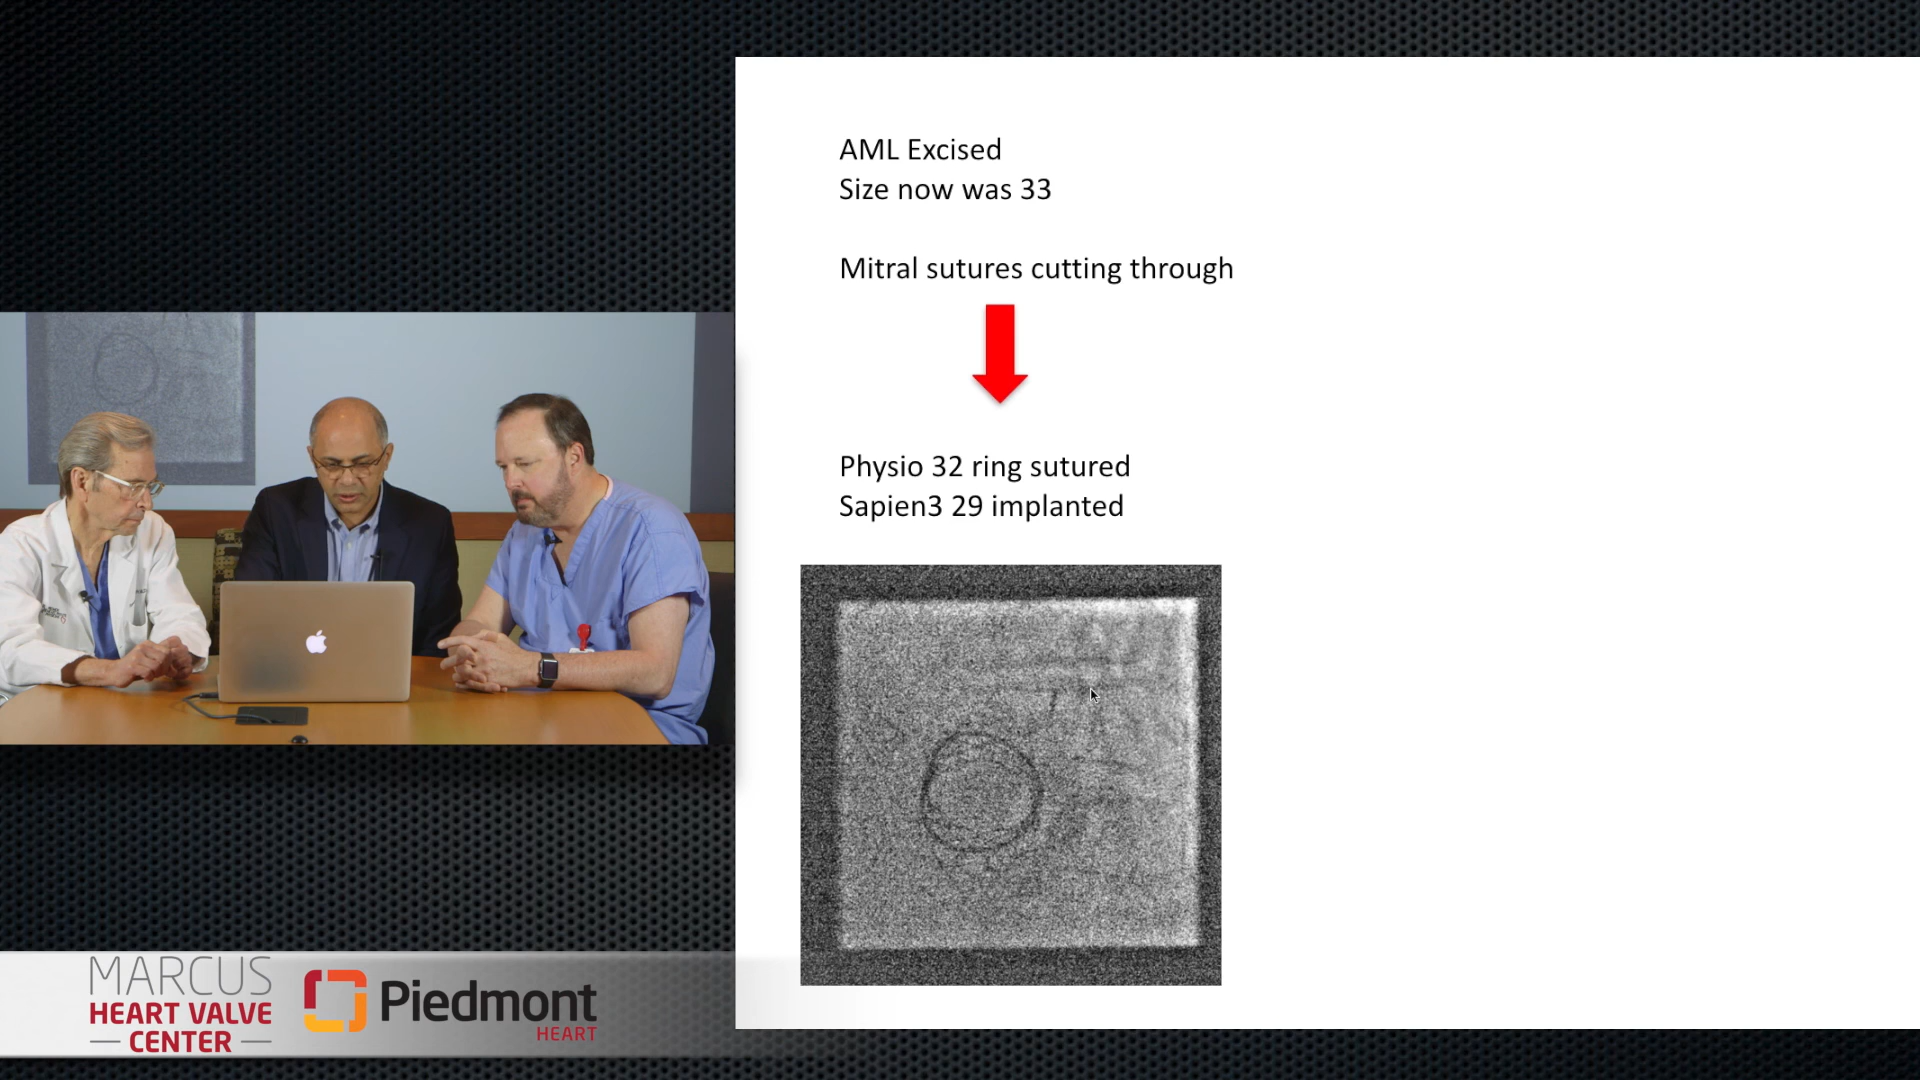 AML Excised
Size now was 33
Mitral sutures cutting through
Physio 32 ring sutured
Sapien3 29 implanted
MARCUS
HEART VALVE
CENTER
Piedmont
HEART